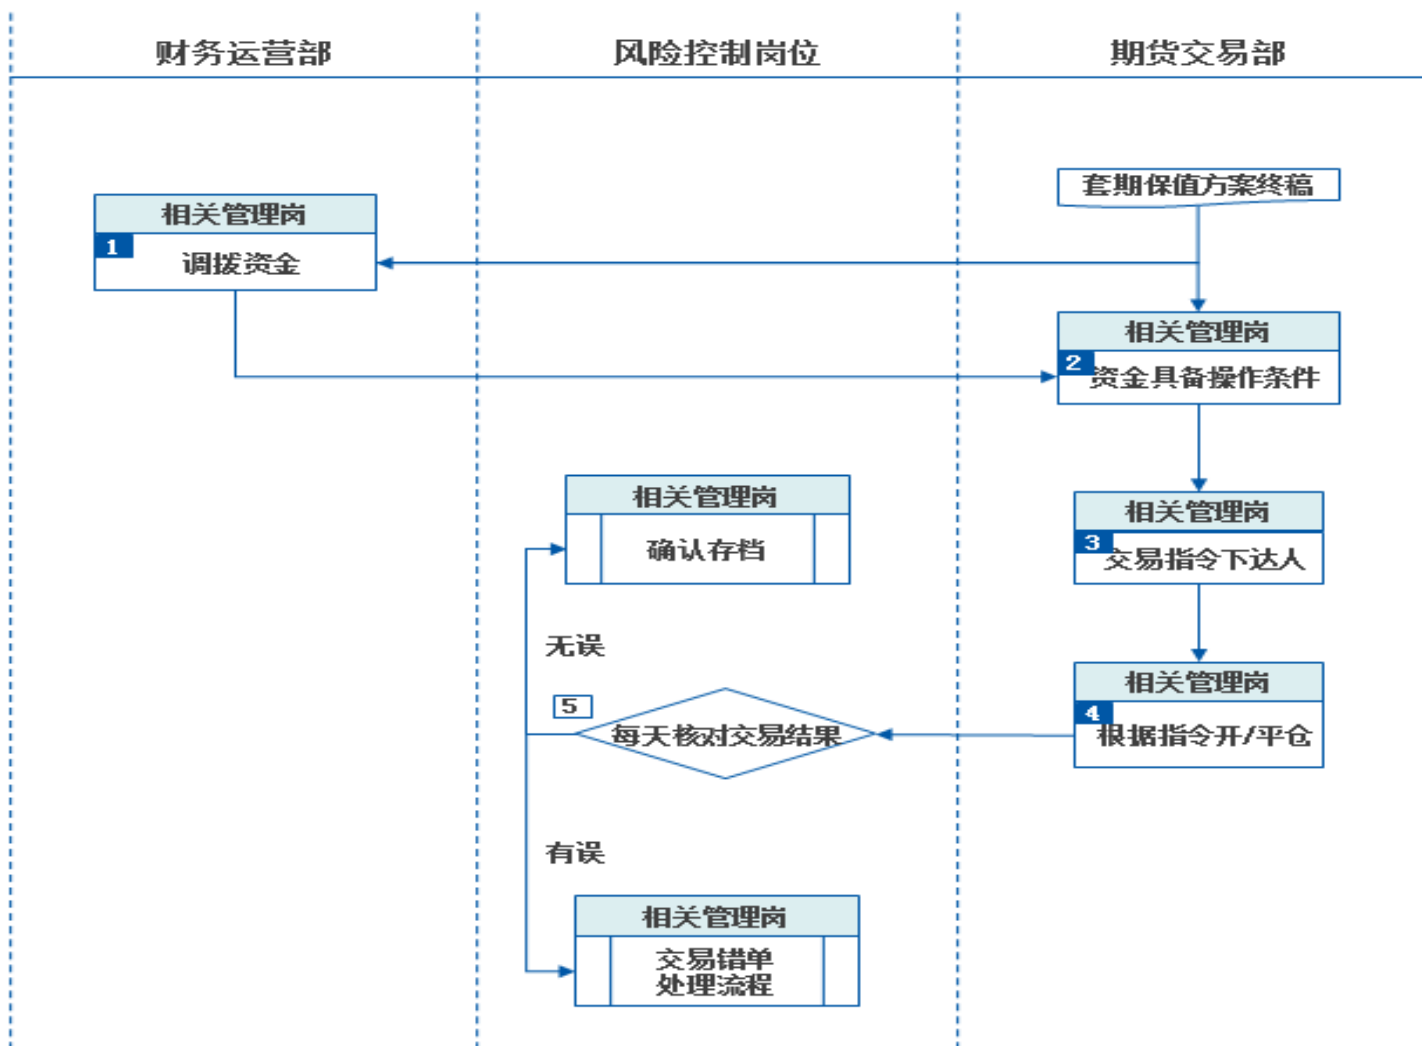 财务运营部
风险控制岗位
期货交易部
套期保值方案终稿
相关管理岗
1
调拨资金
相关管理岗
2
资金具备操作条件
相关管理岗
3
交易指令下达人
相关管理岗
4
根据指令开/平仓
5
每天核对交易结果
无误
相关管理岗
确认存档
有误
相关管理岗
交易错单
处理流程